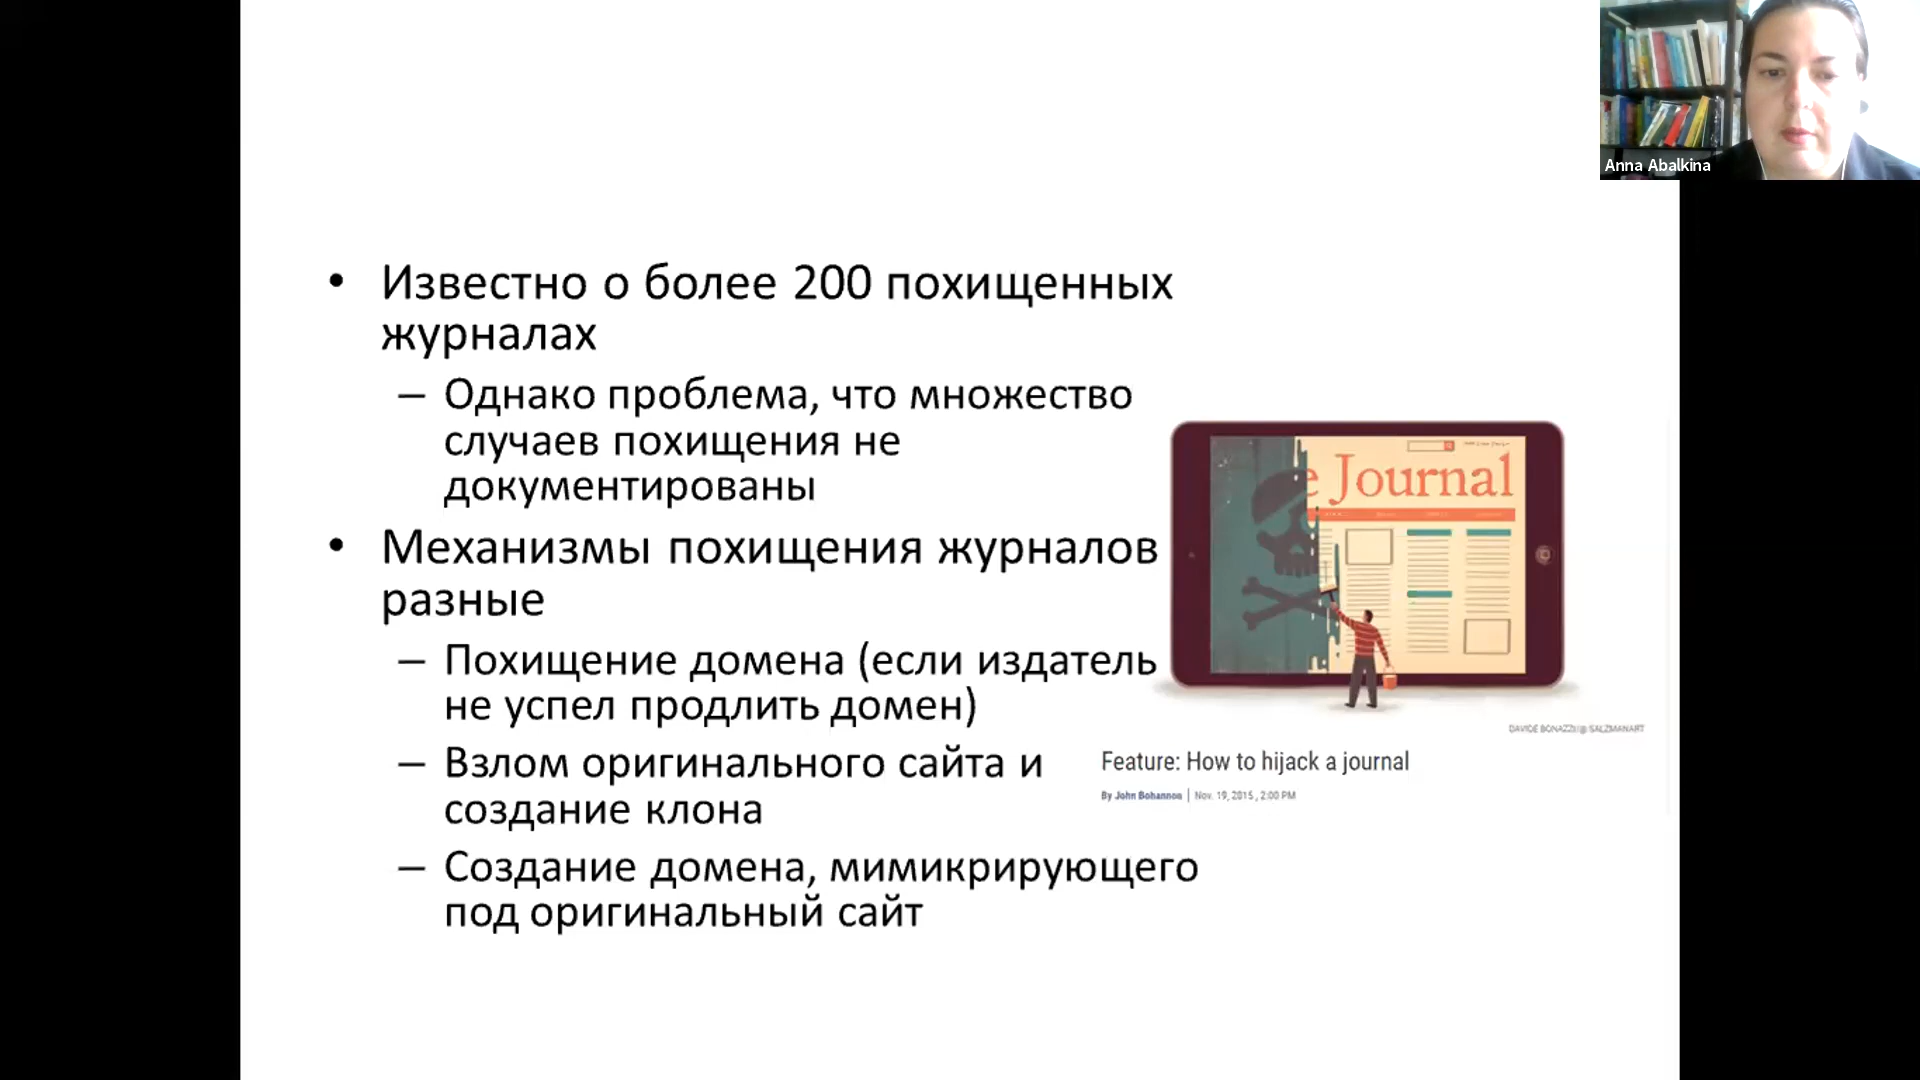 Anna Abalkina
• Известно о более 200 похищенных
журналах
– Однако проблема, что множество
случаев похищения не
документированы
• Механизмы похищения журналов
разные
– Похищение домена (если издатель
не успел продлить домен)
– Взлом оригинального сайта и
создание клона
– Создание домена, мимикрирующего
под оригинальный сайт
e Journal
DAVIDE BONAZZI/@SALZMANART
Feature: How to hijack a journal
By John Bohannon | Nov. 19, 2015 , 2:00 PM